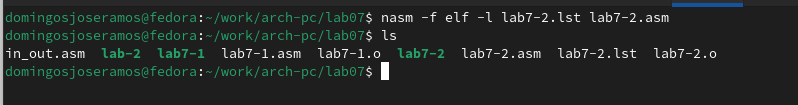 domingosjoseramos@fedora:~/work/arch-pc/lab07$ nasm -f elf -l lab7-2.lst lab7-2.asm
domingosjoseramos@fedora:~/work/arch-pc/lab07$ ls
in_out.asm  lab-2  lab7-1  lab7-1.asm  lab7-1.o  lab7-2  lab7-2.asm  lab7-2.lst  lab7-2.o
domingosjoseramos@fedora:~/work/arch-pc/lab07$